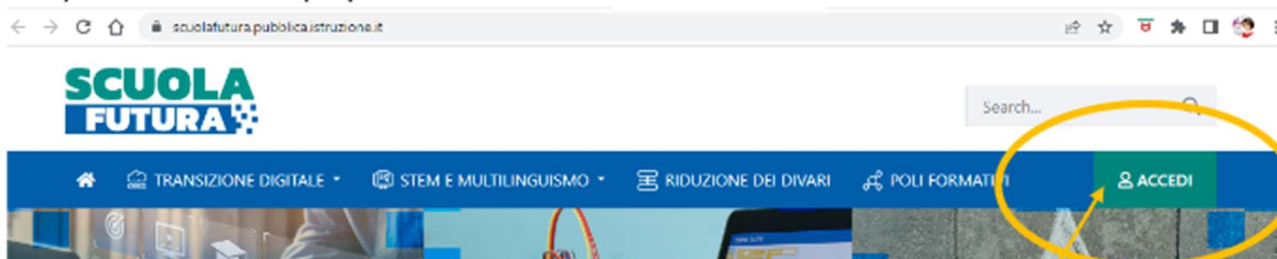 scuolafutura.pubblica.istruzione.it
SCUOLA
FUTURA
Search...
TRANSIZIONE DIGITALE
STEM E MULTILINGUISMO
RIDUZIONE DEI DIVARI
POLI FORMATIVI
ACCEDI